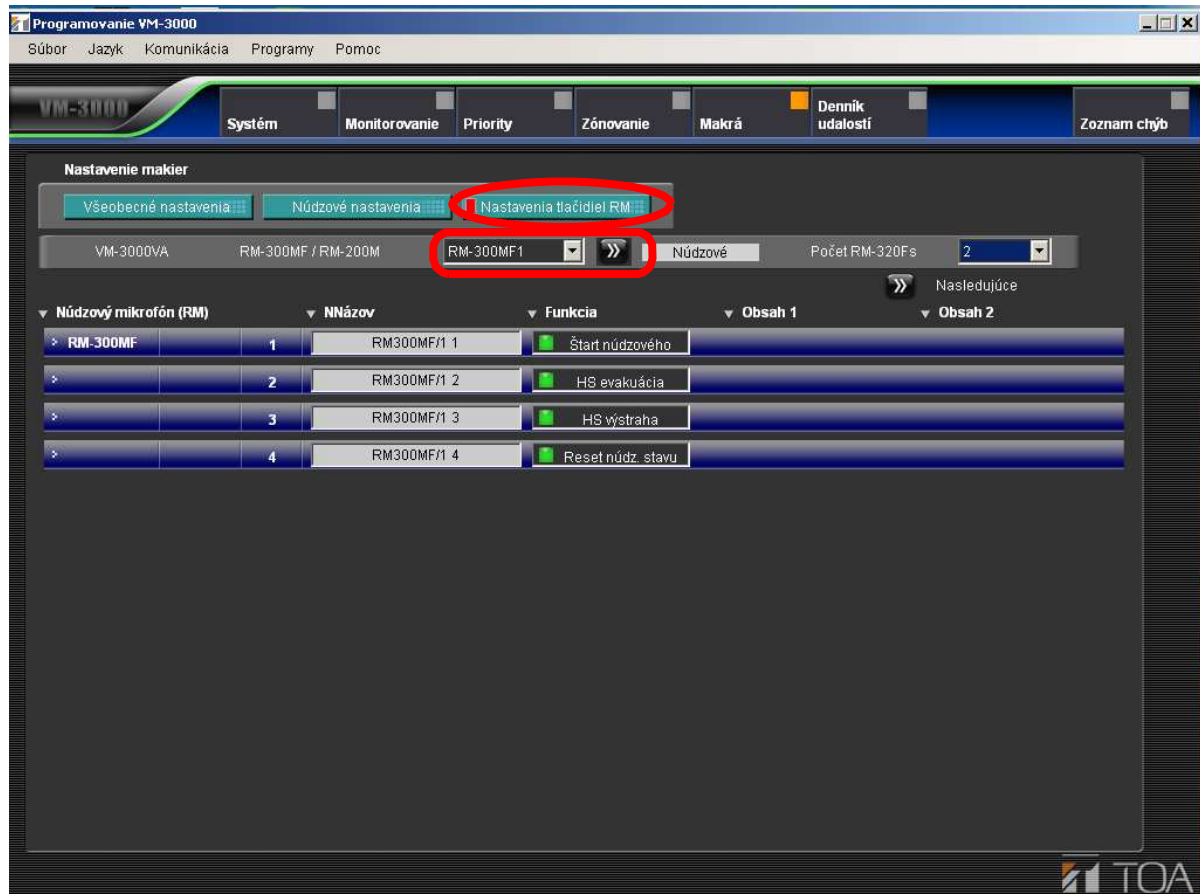 Programovanie VM-3000
Súbor Jazyk Komunikácia Programy Pomoc
VM-3000
Systém Monitorovanie Priority Zónovanie Makrá Denník udalostí Zoznam chýb
Nastavenie makier
Všeobecné nastavenia Núdzové nastavenia Nastavenia tlačidiel RM
VM-3000VA RM-300MF / RM-200M RM-300MF1 Núdzové Počet RM-320Fs 2
Nasledujúce
Núdzový mikrofón (RM) NNázov Funkcia Obsah 1 Obsah 2
RM-300MF 1 RM300MF/1 1 Štart núdzového
2 RM300MF/1 2 HS evakuácia
3 RM300MF/1 3 HS výstraha
4 RM300MF/1 4 Reset núdz. stavu
TOA